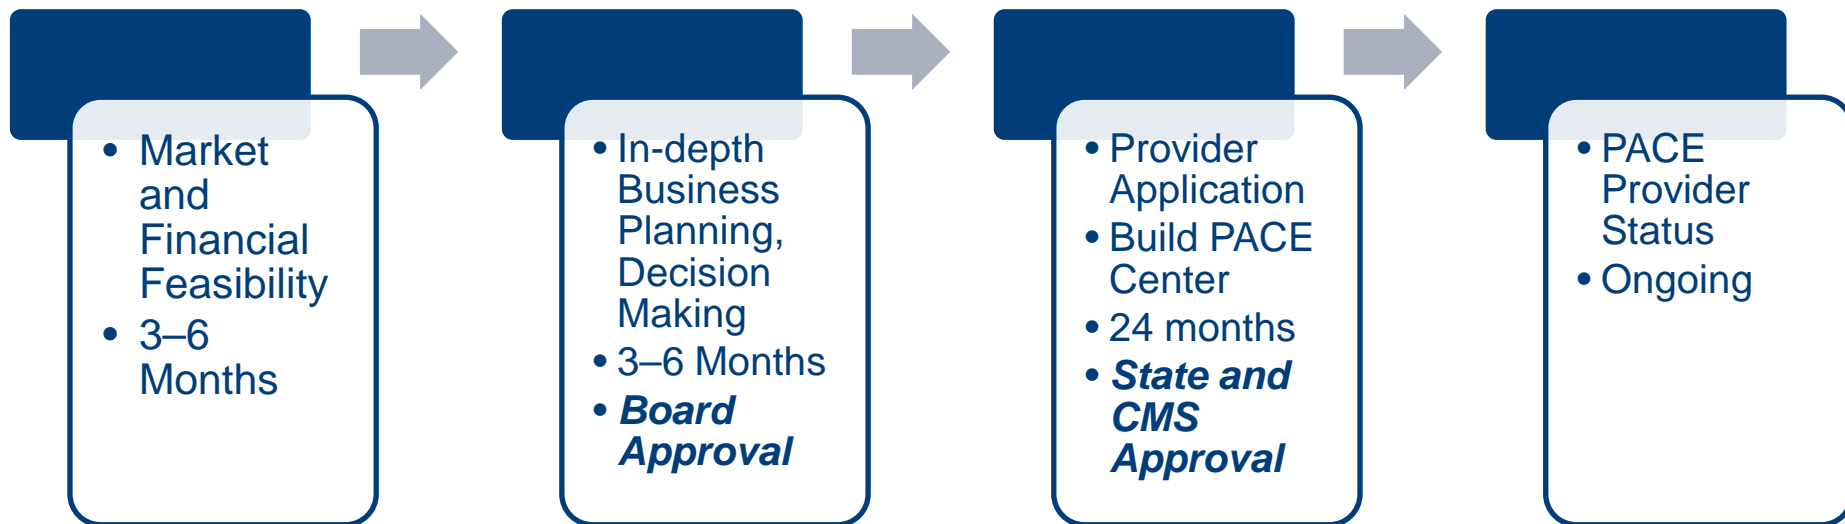 • Market
and
Financial
Feasibility
• 3–6
Months
• In-depth
Business
Planning,
Decision
Making
• 3–6 Months
• Board
Approval
• Provider
Application
• Build PACE
Center
• 24 months
• State and
CMS
Approval
• PACE
Provider
Status
• Ongoing